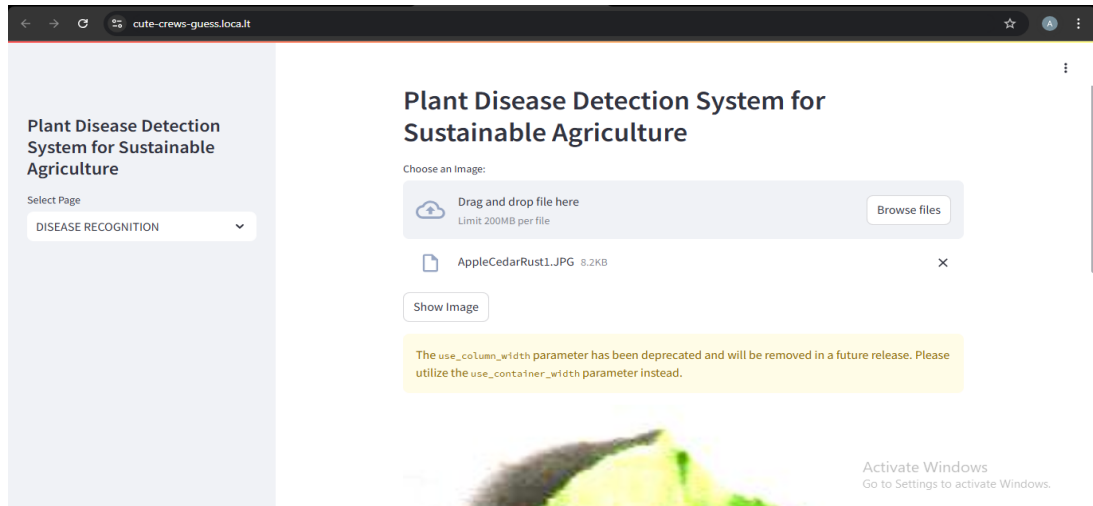 cute-crews-guess.loca.lt
A
Plant Disease Detection
System for Sustainable
Agriculture
Select Page
DISEASE RECOGNITION
Plant Disease Detection System for
Sustainable Agriculture
Choose an Image:
Drag and drop file here
Limit 200MB per file
Browse files
AppleCedarRust1.JPG 8.2KB
Show Image
The use_column_width parameter has been deprecated and will be removed in a future release. Please
utilize the use_container_width parameter instead.
Activate Windows
Go to Settings to activate Windows.